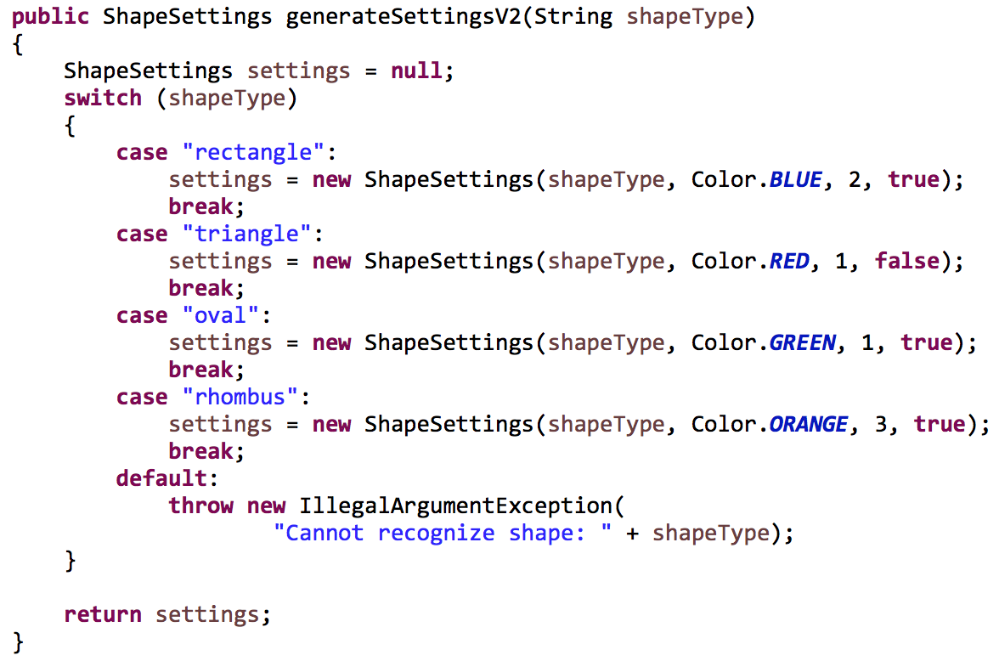 public ShapeSettings generateSettingsV2(String shapeType)
{
    ShapeSettings settings = null;
    switch (shapeType)
    {
        case "rectangle":
            settings = new ShapeSettings(shapeType, Color.BLUE, 2, true);
            break;
        case "triangle":
            settings = new ShapeSettings(shapeType, Color.RED, 1, false);
            break;
        case "oval":
            settings = new ShapeSettings(shapeType, Color.GREEN, 1, true);
            break;
        case "rhombus":
            settings = new ShapeSettings(shapeType, Color.ORANGE, 3, true);
            break;
        default:
            throw new IllegalArgumentException(
                    "Cannot recognize shape: " + shapeType);
    }

    return settings;
}